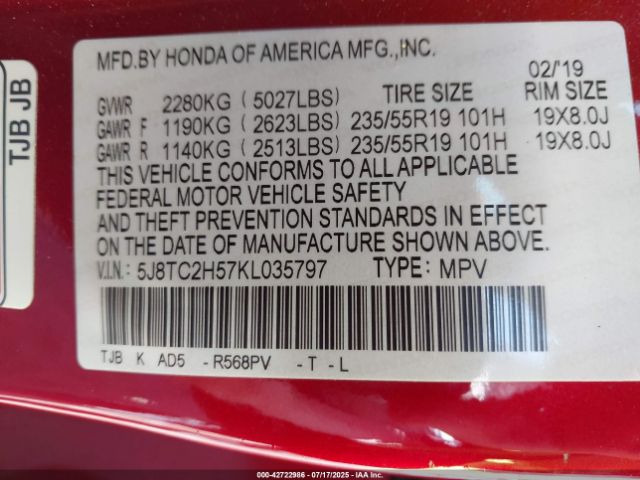 TJB JB
MFD.BY HONDA OF AMERICA MFG.,INC.
02/'19
GVWR 2280KG (5027LBS) TIRE SIZE RIM SIZE
GAWR F 1190KG (2623LBS) 235/55R19 101H 19X8.0J
GAWR R 1140KG (2513LBS) 235/55R19 101H 19X8.0J
THIS VEHICLE CONFORMS TO ALL APPLICABLE
FEDERAL MOTOR VEHICLE SAFETY
AND THEFT PREVENTION STANDARDS IN EFFECT
ON THE DATE OF MANUFACTURE SHOWN ABOVE.
V.I.N.: 5J8TC2H57KL035797 TYPE: MPV
TJB K AD5 -R568PV -T -L
000-42722986 - 07/17/2025 - IAAI.COM